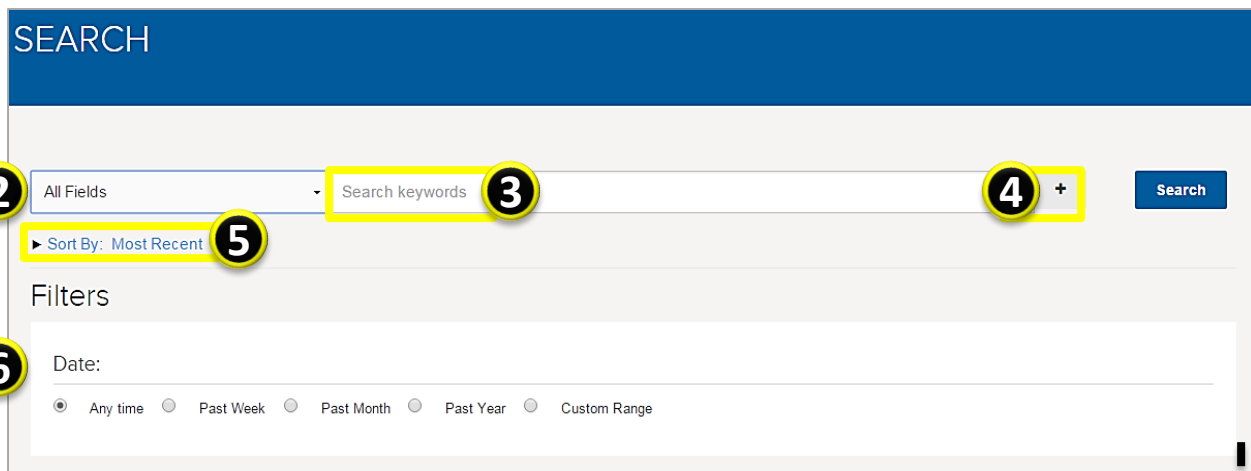 SEARCH
2 All Fields Search keywords 3 4 + Search
Sort By: Most Recent 5
Filters
6 Date:
Any time Past Week Past Month Past Year Custom Range